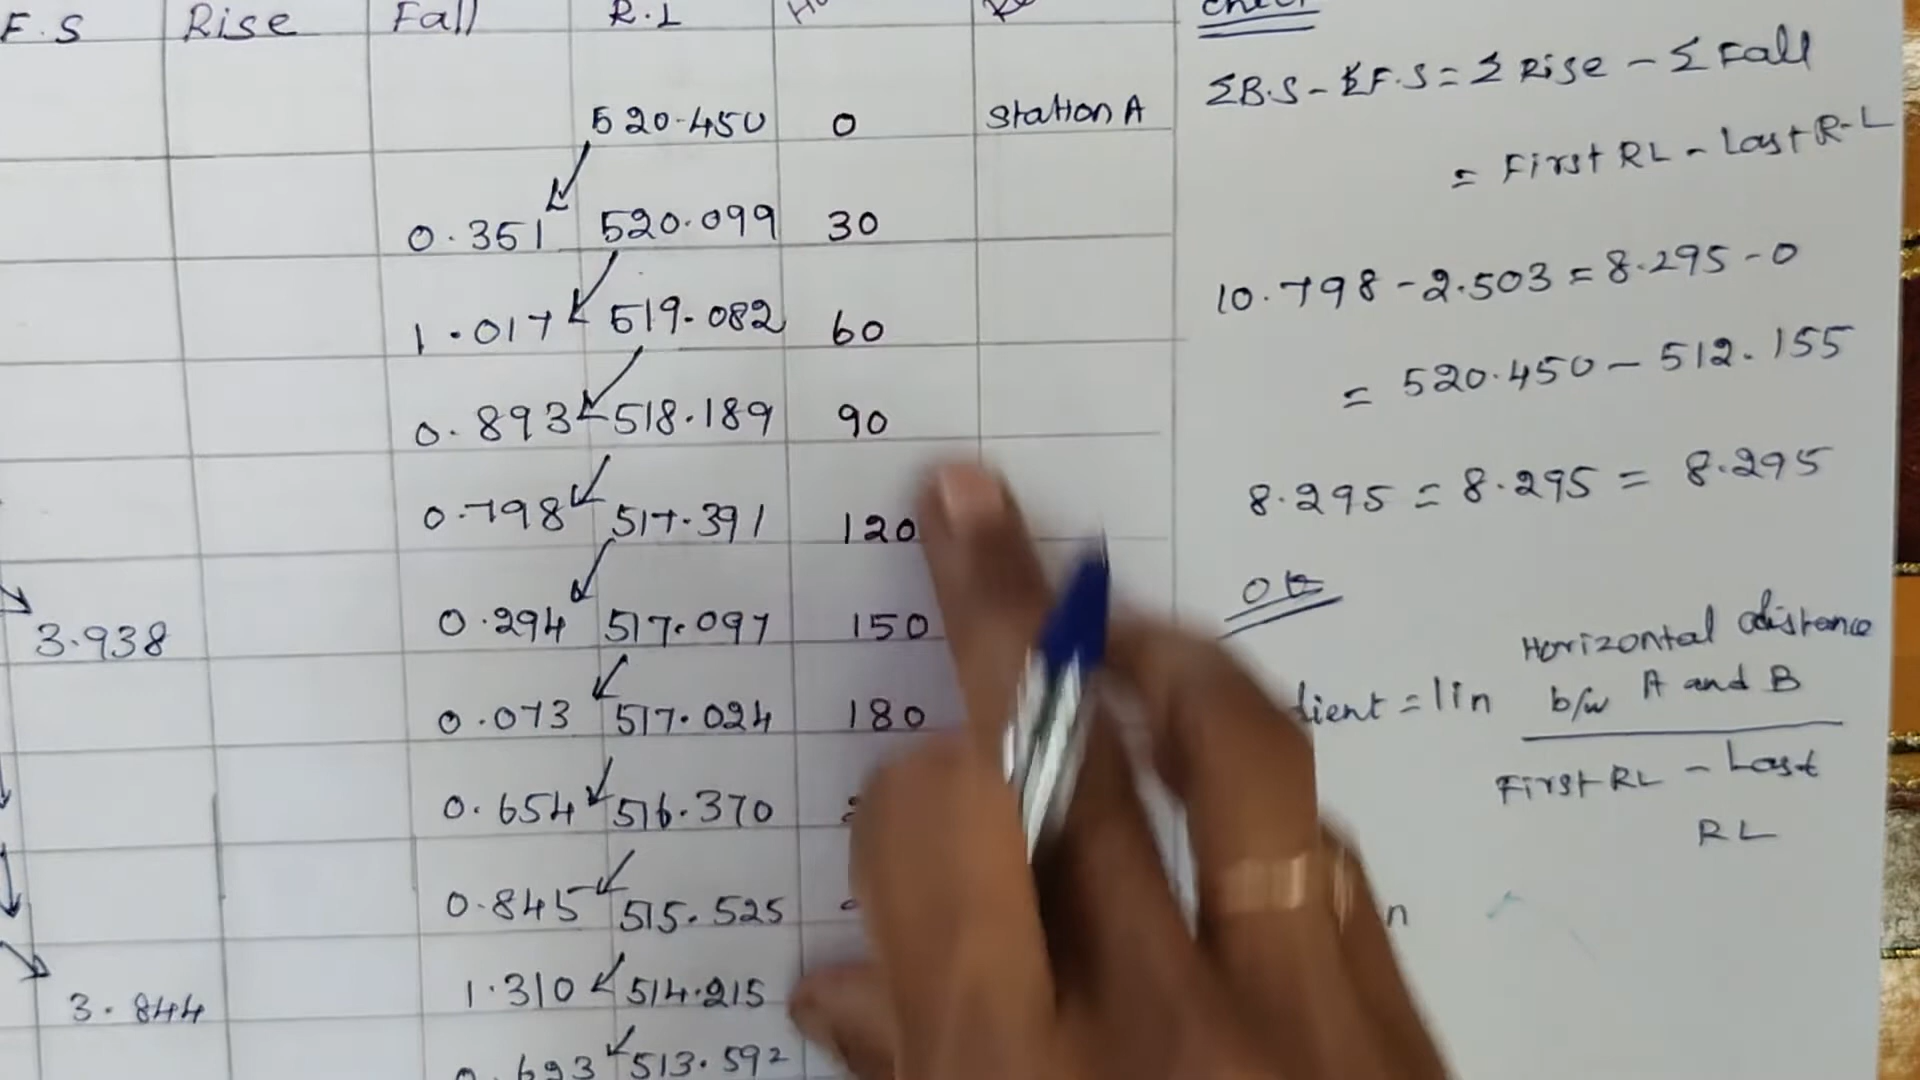 F.S Rise Fall R.L
520.450 0 Station A
0.351 520.099 30
1.017 519.082 60
0.893 518.189 90
0.798 517.391 120
3.938 0.294 517.097 150
0.073 517.024 180
0.654 516.370
0.845 515.525
1.310 514.215
3.844
513.592
ΣB.S - ΣF.S = Σ Rise - Σ Fall
= First RL - Last R-L
10.798 - 2.503 = 8.295 - 0
= 520.450 - 512.155
8.295 = 8.295 = 8.295
Horizontal distance
dient = 1in b/w A and B
First RL - Last
RL
n